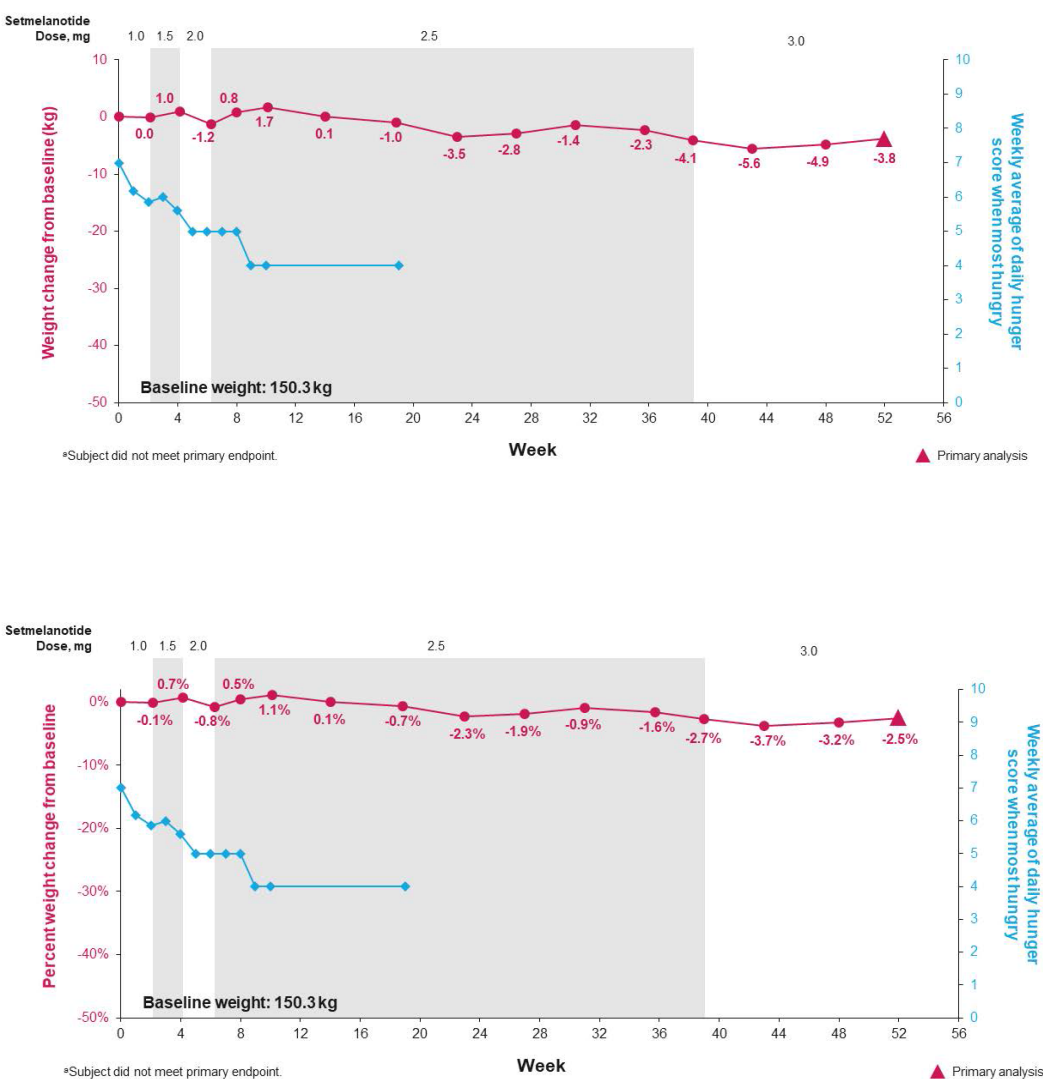 Setmelanotide
Dose, mg
1.0 1.5 2.0 2.5 3.0
10
0
-10
-20
-30
-40
-50
Weight change from baseline (kg)
0.0
1.0
-1.2
0.8
1.7
0.1
-1.0
-3.5
-2.8
-1.4
-2.3
-4.1
-5.6
-4.9
-3.8
10
9
8
7
6
5
4
3
2
1
0
Weekly average of daily hunger
score when most hungry
Baseline weight: 150.3 kg
0 4 8 12 16 20 24 28 32 36 40 44 48 52 56
Week
ᵃSubject did not meet primary endpoint.
Primary analysis
Setmelanotide
Dose, mg
1.0 1.5 2.0 2.5 3.0
0%
-10%
-20%
-30%
-40%
-50%
Percent weight change from baseline
-0.1%
0.7%
-0.8%
0.5%
1.1%
0.1%
-0.7%
-2.3%
-1.9%
-0.9%
-1.6%
-2.7%
-3.7%
-3.2%
-2.5%
10
9
8
7
6
5
4
3
2
1
0
Weekly average of daily hunger
score when most hungry
Baseline weight: 150.3 kg
0 4 8 12 16 20 24 28 32 36 40 44 48 52 56
Week
ᵃSubject did not meet primary endpoint.
Primary analysis